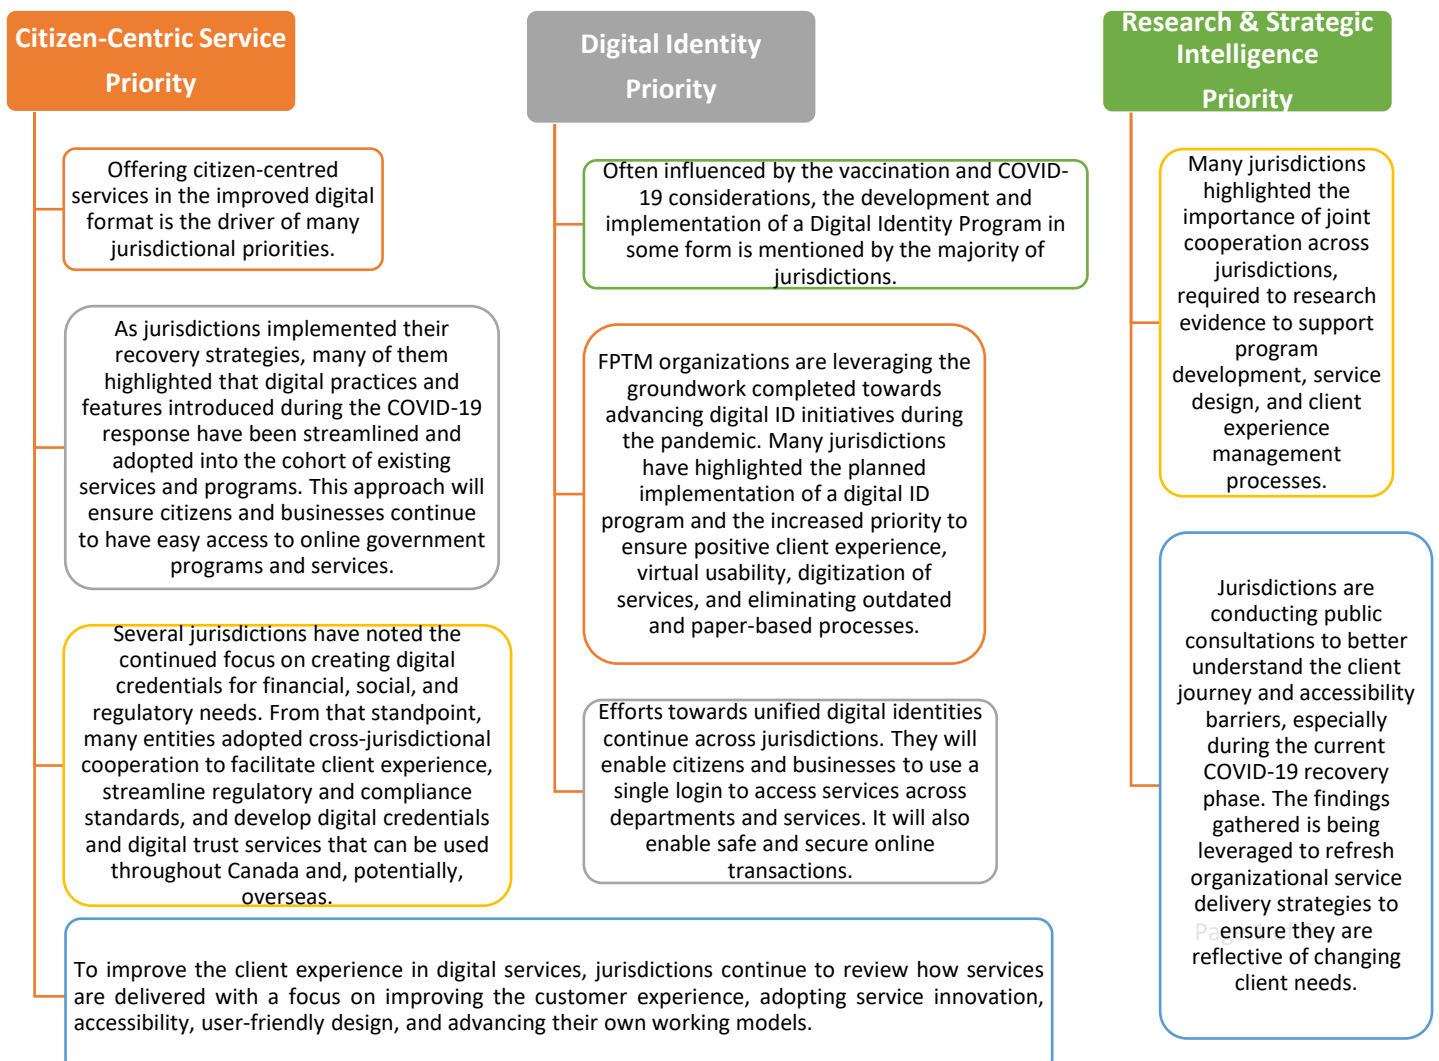 Citizen-Centric Service
Priority
Offering citizen-centred
services in the improved digital
format is the driver of many
jurisdictional priorities.
As jurisdictions implemented their
recovery strategies, many of them
highlighted that digital practices and
features introduced during the COVID-19
response have been streamlined and
adopted into the cohort of existing
services and programs. This approach will
ensure citizens and businesses continue
to have easy access to online government
programs and services.
Several jurisdictions have noted the
continued focus on creating digital
credentials for financial, social, and
regulatory needs. From that standpoint,
many entities adopted cross-jurisdictional
cooperation to facilitate client experience,
streamline regulatory and compliance
standards, and develop digital credentials
and digital trust services that can be used
throughout Canada and, potentially,
overseas.
To improve the client experience in digital services, jurisdictions continue to review how services
are delivered with a focus on improving the customer experience, adopting service innovation,
accessibility, user-friendly design, and advancing their own working models.
Digital Identity
Priority
Often influenced by the vaccination and COVID-
19 considerations, the development and
implementation of a Digital Identity Program in
some form is mentioned by the majority of
jurisdictions.
FPTM organizations are leveraging the
groundwork completed towards
advancing digital ID initiatives during
the pandemic. Many jurisdictions
have highlighted the planned
implementation of a digital ID
program and the increased priority to
ensure positive client experience,
virtual usability, digitization of
services, and eliminating outdated
and paper-based processes.
Efforts towards unified digital identities
continue across jurisdictions. They will
enable citizens and businesses to use a
single login to access services across
departments and services. It will also
enable safe and secure online
transactions.
Research & Strategic
Intelligence
Priority
Many jurisdictions
highlighted the
importance of joint
cooperation across
jurisdictions,
required to research
evidence to support
program
development, service
design, and client
experience
management
processes.
Jurisdictions are
conducting public
consultations to better
understand the client
journey and accessibility
barriers, especially
during the current
COVID-19 recovery
phase. The findings
gathered is being
leveraged to refresh
organizational service
delivery strategies to
ensure they are
reflective of changing
client needs.